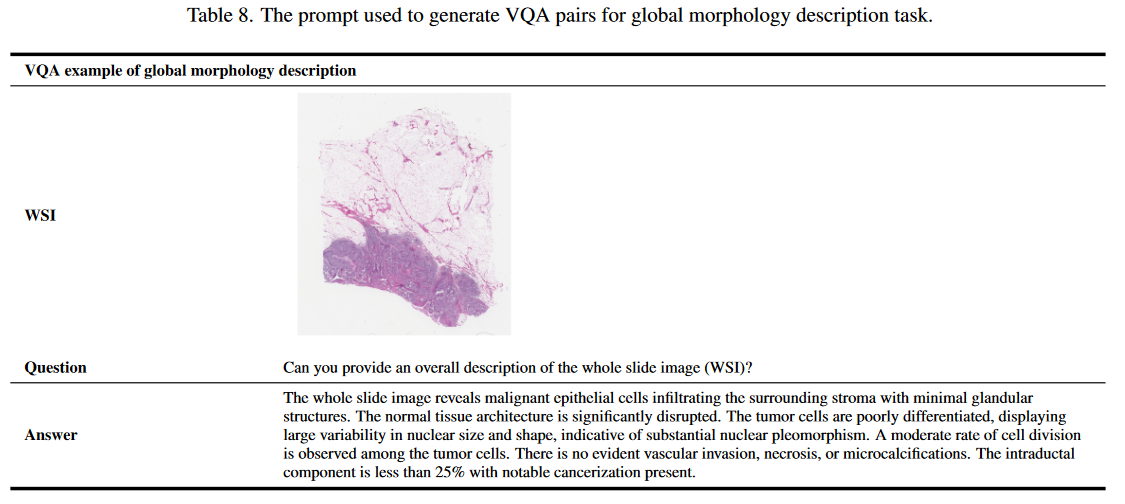 Table 8. The prompt used to generate VQA pairs for global morphology description task.
VQA example of global morphology description
WSI
Question
Can you provide an overall description of the whole slide image (WSI)?
Answer
The whole slide image reveals malignant epithelial cells infiltrating the surrounding stroma with minimal glandular
structures. The normal tissue architecture is significantly disrupted. The tumor cells are poorly differentiated, displaying
large variability in nuclear size and shape, indicative of substantial nuclear pleomorphism. A moderate rate of cell division
is observed among the tumor cells. There is no evident vascular invasion, necrosis, or microcalcifications. The intraductal
component is less than 25% with notable cancerization present.